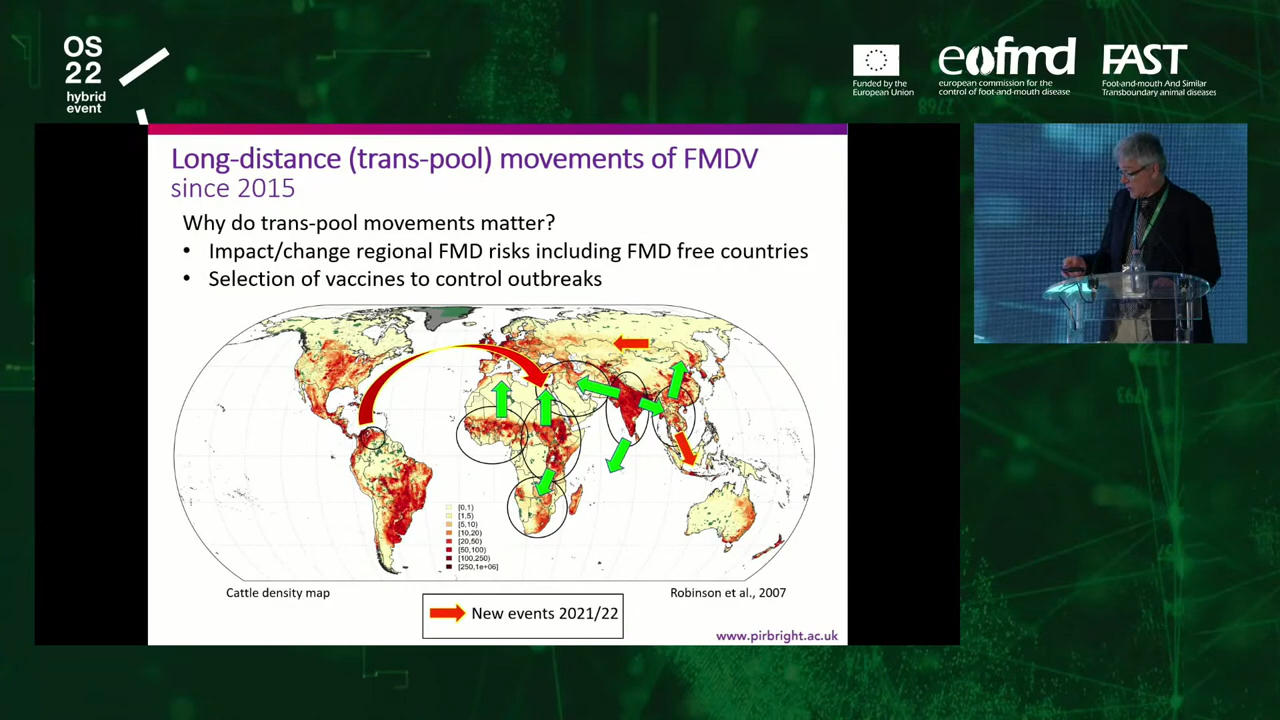 OS
22
hybrid
event
Funded by the
European Union
eofmd
european commission for the
control of foot-and-mouth disease
FAST
Foot-and-mouth And Similar
Transboundary animal diseases
Long-distance (trans-pool) movements of FMDV
since 2015
Why do trans-pool movements matter?
• Impact/change regional FMD risks including FMD free countries
• Selection of vaccines to control outbreaks
[0,1)
[1,5)
[5,10)
[10,20)
[20,50)
[50,100)
[100,250)
[250,1e+06)
Cattle density map
Robinson et al., 2007
New events 2021/22
www.pirbright.ac.uk